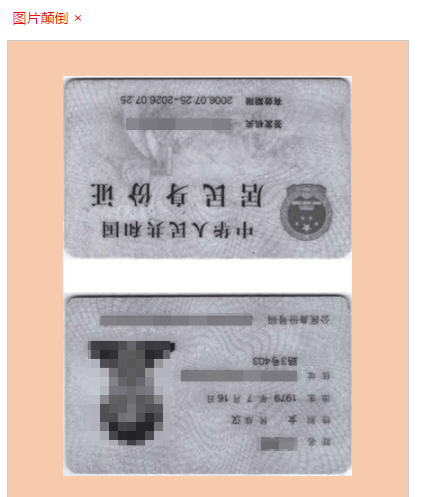 图片颠倒 ×
姓名
性别 女 民族 汉
出生 1979 年 7 月 16 日
住址
路3号403
公民身份号码
中华人民共和国
居民身份证
签发机关
有效期限 2006.07.25-2026.07.25